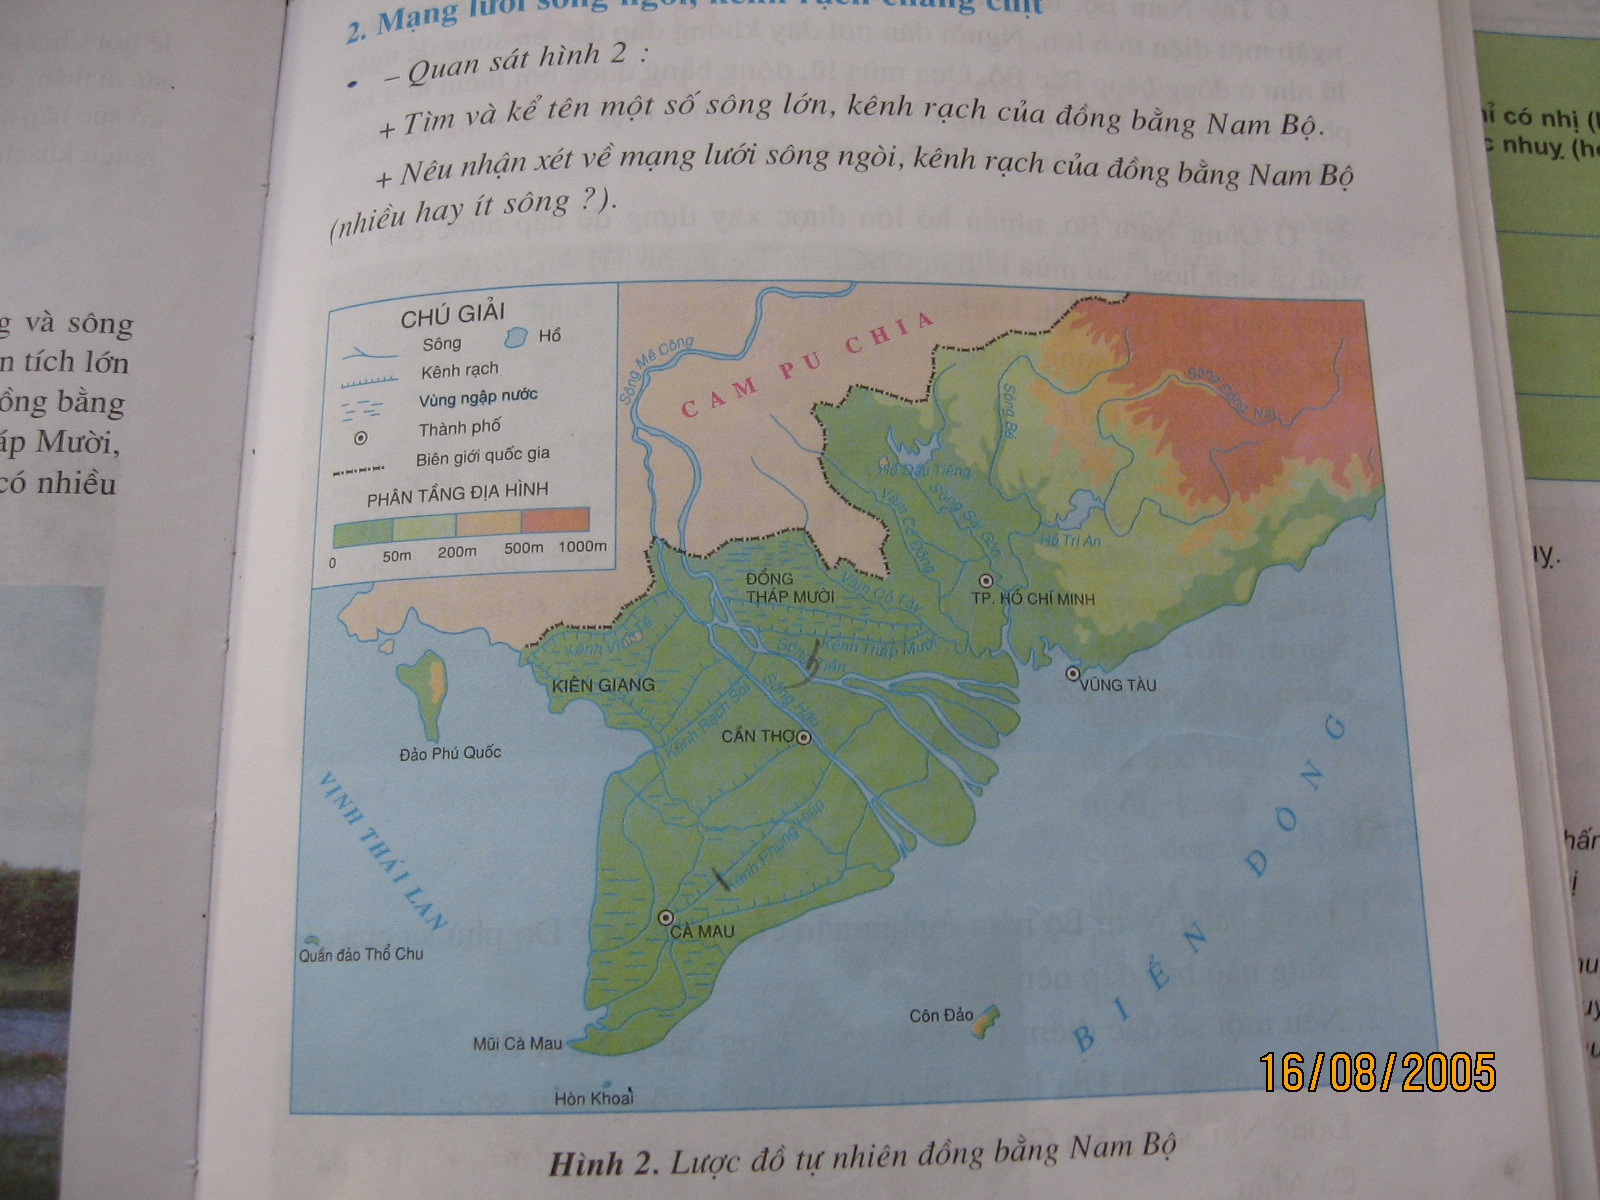 2. Mạng lưới sông ngòi, kênh rạch chằng chịt
– Quan sát hình 2 :
+ Tìm và kể tên một số sông lớn, kênh rạch của đồng bằng Nam Bộ.
+ Nêu nhận xét về mạng lưới sông ngòi, kênh rạch của đồng bằng Nam Bộ
(nhiều hay ít sông ?).
CHÚ GIẢI
Sông
Hồ
Kênh rạch
Vùng ngập nước
Thành phố
Biên giới quốc gia
PHÂN TẦNG ĐỊA HÌNH
0 50m 200m 500m 1000m
Sông Mê Công
CAM PU CHIA
Sông Bé
Sông Đồng Nai
Hồ Dầu Tiếng
Sông Sài Gòn
Vàm Cỏ Đông
Hồ Trị An
ĐỒNG
THÁP MƯỜI
Vàm Cỏ Tây
TP. HỒ CHÍ MINH
Kênh Vĩnh Tế
Kênh Tháp Mười
Sông Tiền
KIÊN GIANG
VŨNG TÀU
Sông Hậu
Kênh Rạch Sỏi
CẦN THƠ
Đảo Phú Quốc
VỊNH THÁI LAN
Kênh Phụng Hiệp
CÀ MAU
Quần đảo Thổ Chu
BIỂN ĐÔNG
Côn Đảo
Mũi Cà Mau
Hòn Khoai
16/08/2005
Hình 2. Lược đồ tự nhiên đồng bằng Nam Bộ
và sông
tích lớn
bằng
Mười,
có nhiều
có nhị
nhuỵ